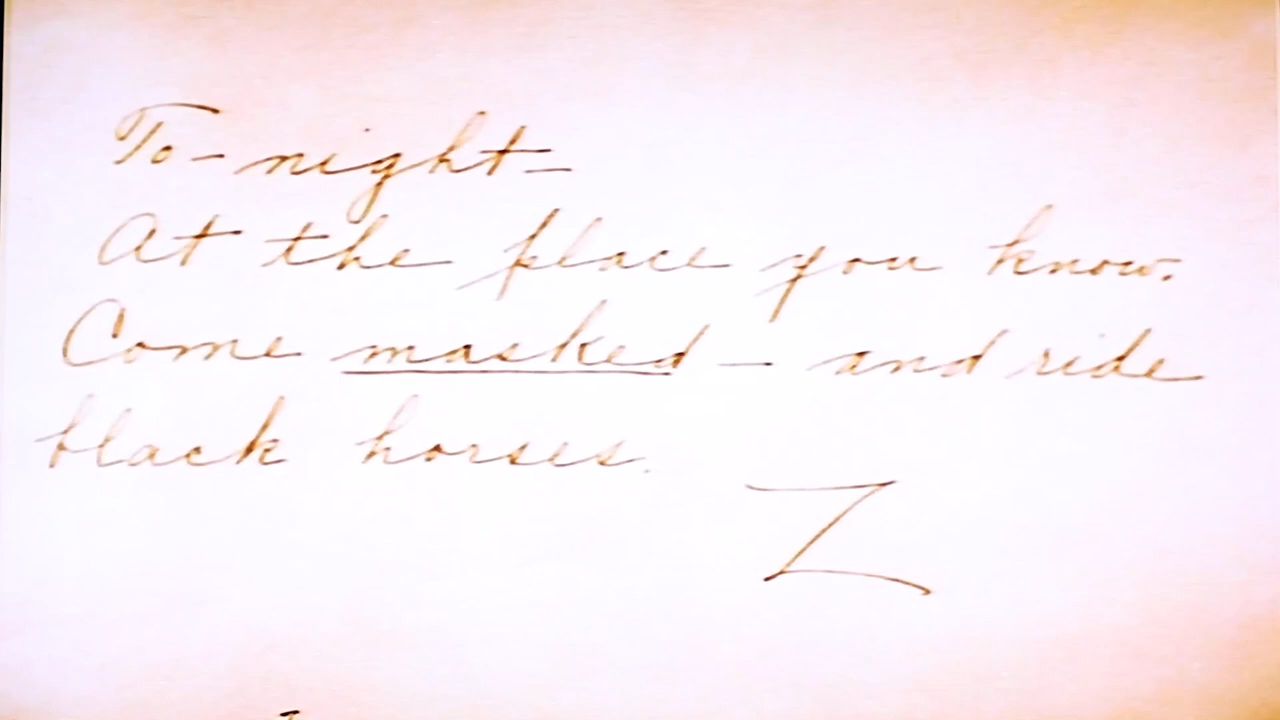 To-night—
At the place you know.
Come masked — and ride
black horses.
Z